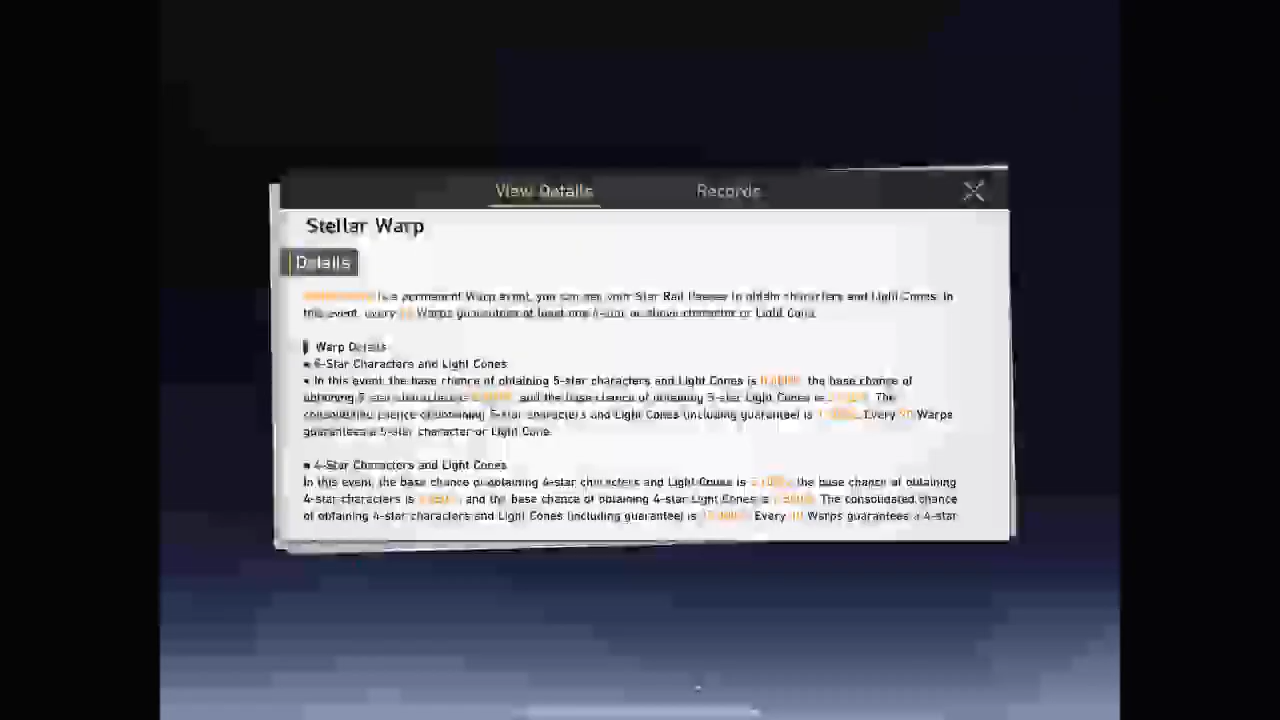 View Details
Records
Stellar Warp
Details
is a permanent Warp event, you can use your Star Rail Passes to obtain characters and Light Cones. In
this event, every Warps guarantees at least one 4-star or above character or Light Cone.
Warp Details
5-Star Characters and Light Cones
In this event, the base chance of obtaining 5-star characters and Light Cones is the base chance of
obtaining 5-star characters and the base chance of obtaining 5-star Light Cones is The
consolidated chance of obtaining 5-star characters and Light Cones (including guarantee) is Every 90 Warps
guarantees a 5-star character or Light Cone.
4-Star Characters and Light Cones
In this event, the base chance of obtaining 4-star characters and Light Cones is the base chance of obtaining
4-star characters is and the base chance of obtaining 4-star Light Cones is The consolidated chance
of obtaining 4-star characters and Light Cones (including guarantee) is Every Warps guarantees a 4-star